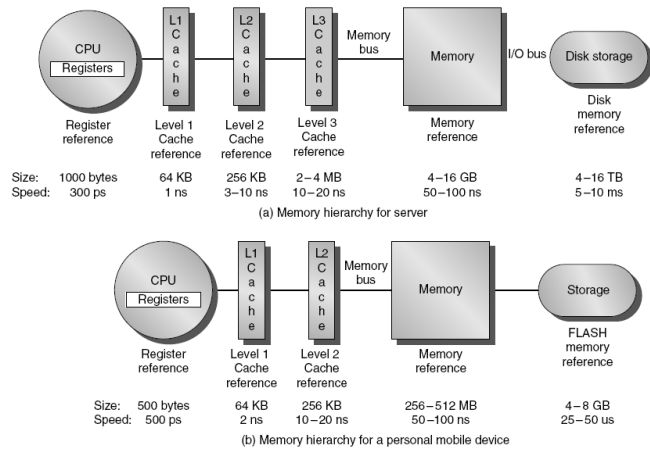 CPU
Registers
L1
Cache
L2
Cache
L3
Cache
Memory
bus
Memory
I/O bus
Disk storage
Register
reference
Level 1
Cache
reference
Level 2
Cache
reference
Level 3
Cache
reference
Memory
reference
Disk
memory
reference
Size: 1000 bytes 64 KB 256 KB 2–4 MB 4–16 GB 4–16 TB
Speed: 300 ps 1 ns 3–10 ns 10–20 ns 50–100 ns 5–10 ms
(a) Memory hierarchy for server
CPU
Registers
L1
Cache
L2
Cache
Memory
bus
Memory
Storage
Register
reference
Level 1
Cache
reference
Level 2
Cache
reference
Memory
reference
FLASH
memory
reference
Size: 500 bytes 64 KB 256 KB 256–512 MB 4–8 GB
Speed: 500 ps 2 ns 10–20 ns 50–100 ns 25–50 us
(b) Memory hierarchy for a personal mobile device